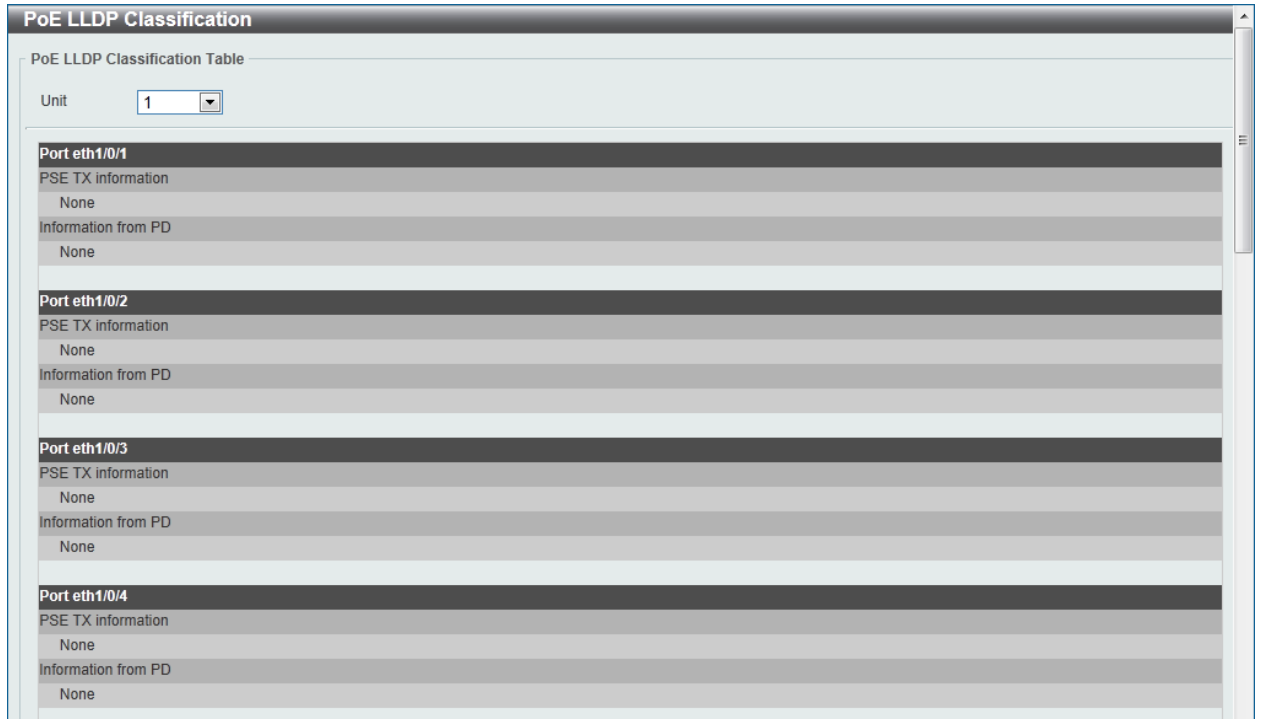 PoE LLDP Classification
PoE LLDP Classification Table
Unit 1
Port eth1/0/1
PSE TX information
None
Information from PD
None
Port eth1/0/2
PSE TX information
None
Information from PD
None
Port eth1/0/3
PSE TX information
None
Information from PD
None
Port eth1/0/4
PSE TX information
None
Information from PD
None